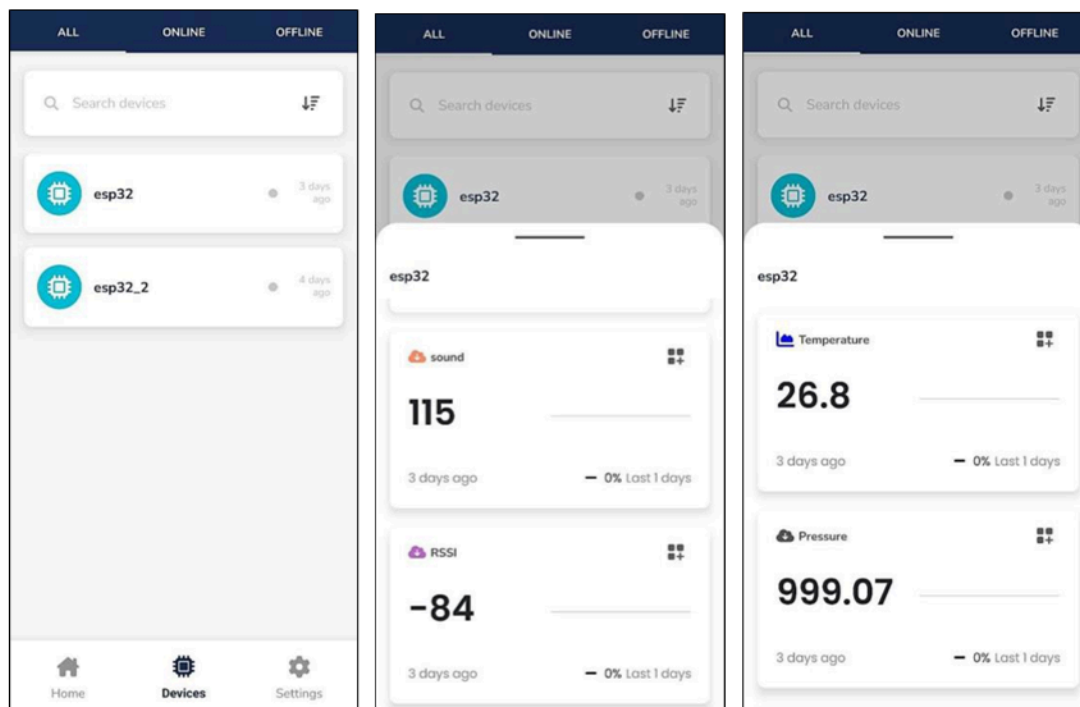 ALL ONLINE OFFLINE
Search devices
esp32
3 days
ago
esp32_2
4 days
ago
Home Devices Settings
ALL ONLINE OFFLINE
Search devices
esp32
3 days
ago
esp32
sound
115
3 days ago
0% Last 1 days
RSSI
-84
3 days ago
0% Last 1 days
ALL ONLINE OFFLINE
Search devices
esp32
3 days
ago
esp32
Temperature
26.8
3 days ago
0% Last 1 days
Pressure
999.07
3 days ago
0% Last 1 days